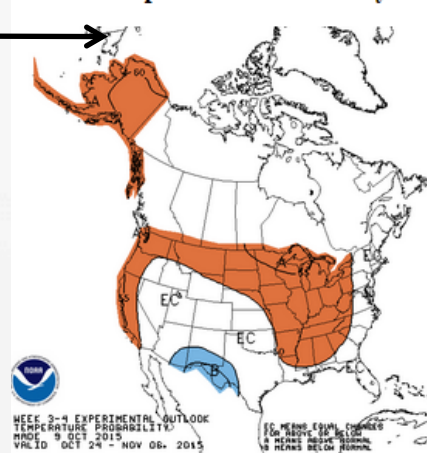 60
A
A
A
EC
EC
EC
EC
B
NOAA
WEEK 3-4 EXPERIMENTAL OUTLOOK
TEMPERATURE PROBABILITY
MADE 9 OCT 2015
VALID OCT 24 - NOV 06, 2015
EC MEANS EQUAL CHANCES
FOR ABOVE OR BELOW
A MEANS ABOVE NORMAL
B MEANS BELOW NORMAL